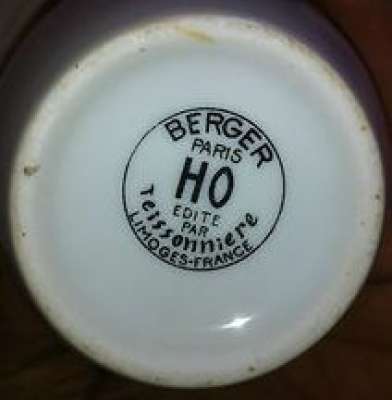 BERGER
PARIS
HO
EDITE
PAR
Teissonniere
LIMOGES-FRANCE